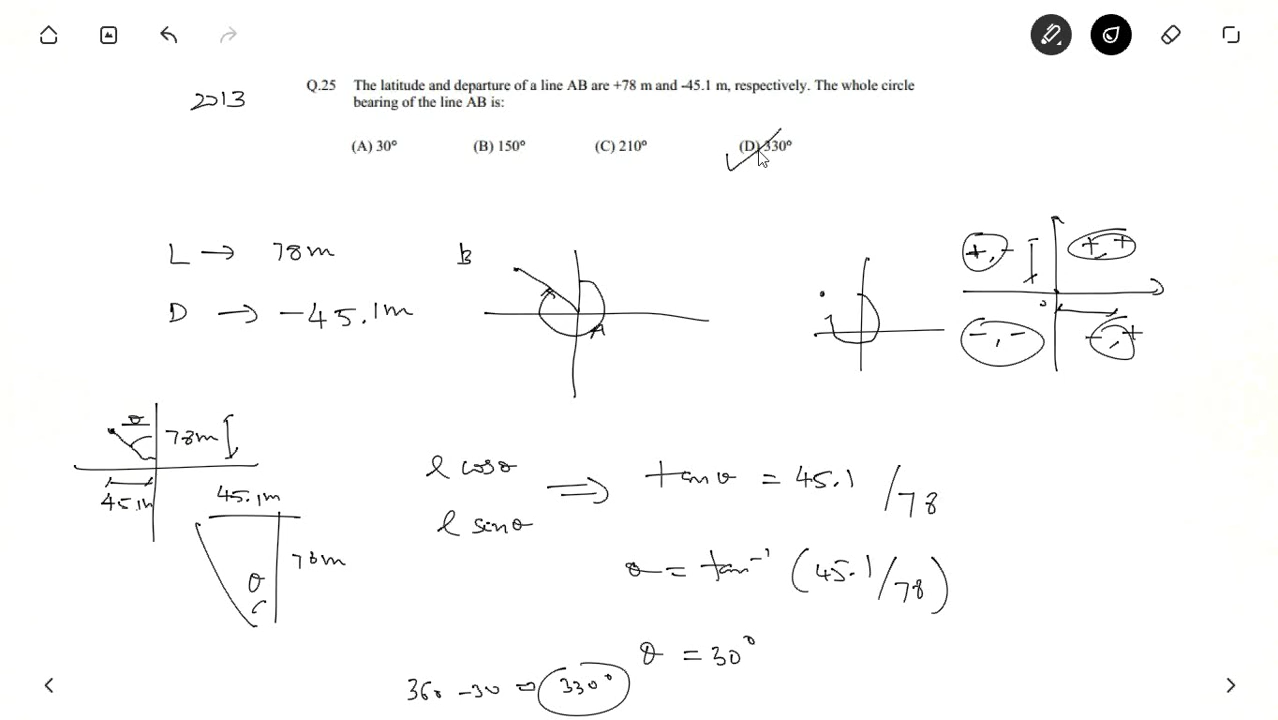 2013
Q.25 The latitude and departure of a line AB are +78 m and -45.1 m, respectively. The whole circle
bearing of the line AB is:
(A) 30° (B) 150° (C) 210° (D) 330°
L → 78m
D → -45.1m
B
A
+,- +,+
-,- -,+
θ
78m
45.1m
45.1m
78m
θ
l cosθ
l sinθ
⇒ tanθ = 45.1/78
θ = tan⁻¹ (45.1/78)
θ = 30°
360 -30 ⇒ 330°